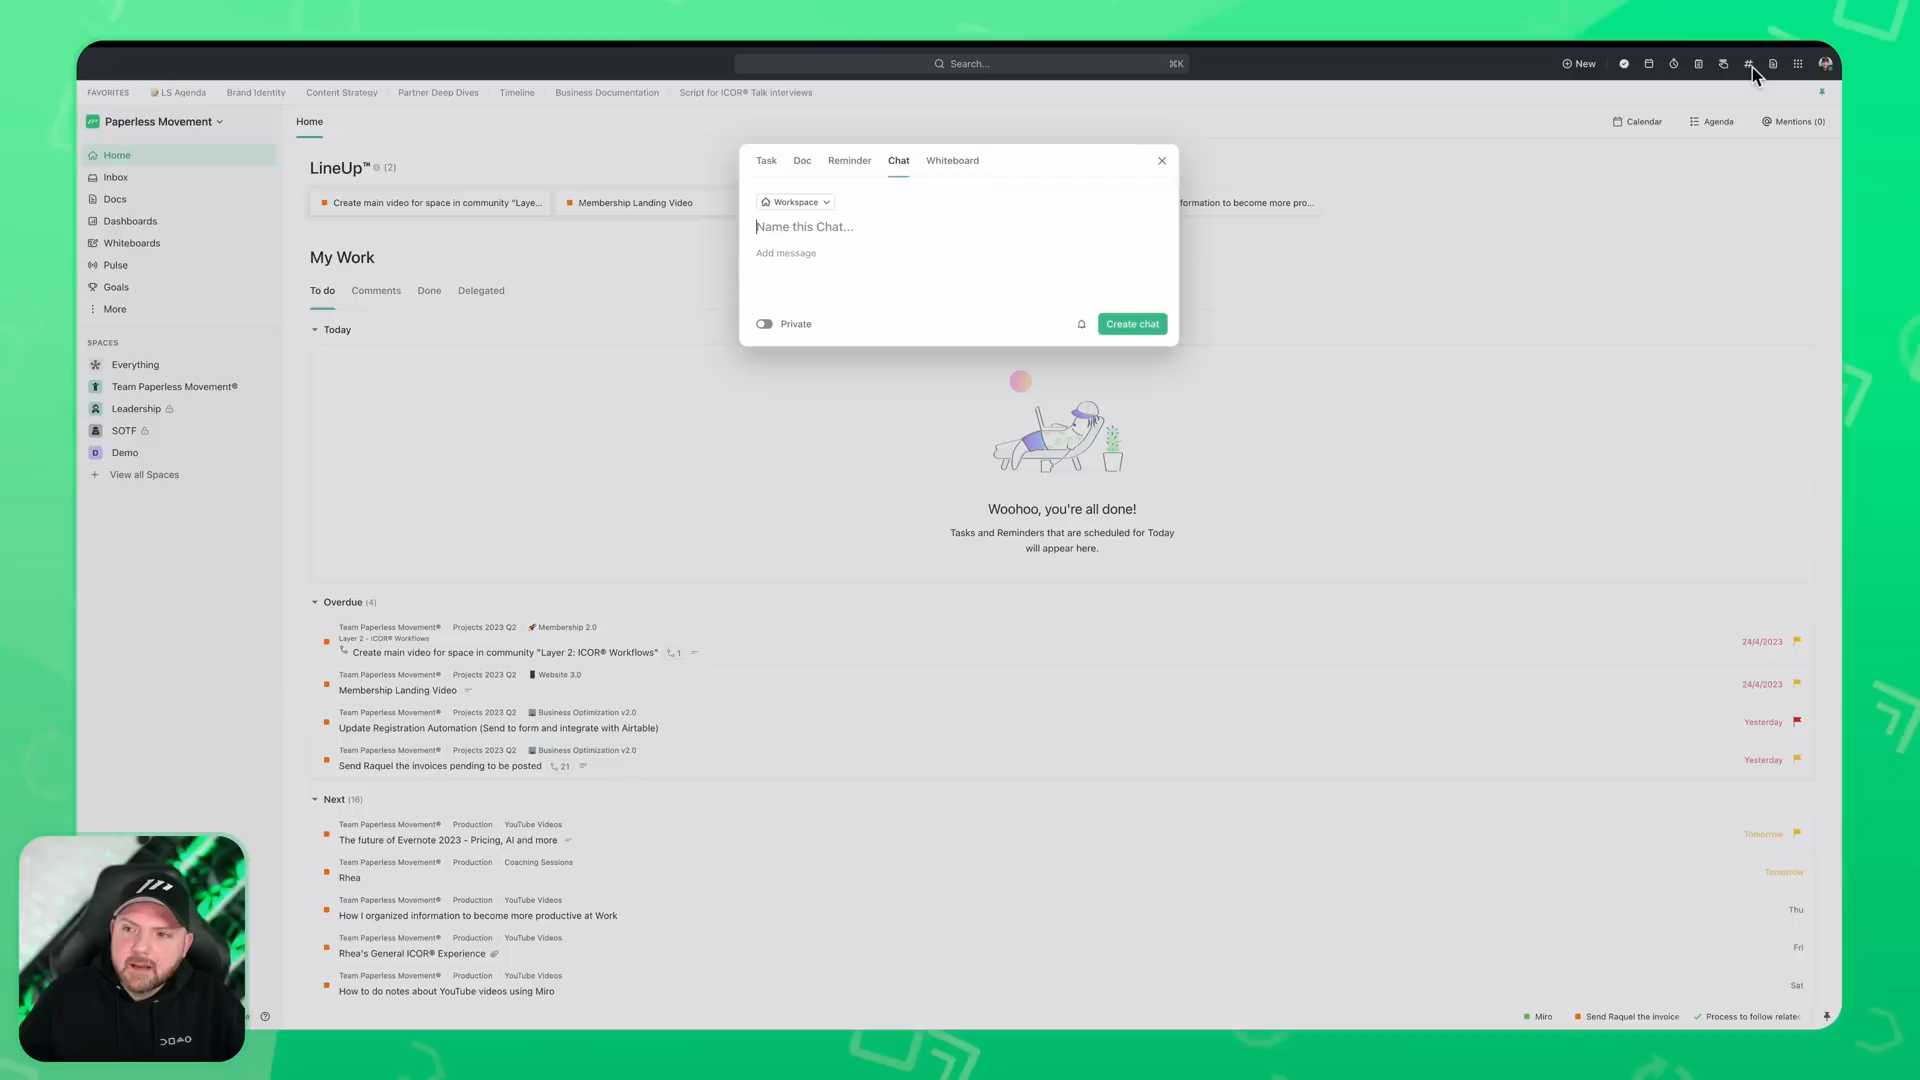 Search...
⌘K
New
FAVORITES
LS Agenda
Brand Identity
Content Strategy
Partner Deep Dives
Timeline
Business Documentation
Script for ICOR® Talk interviews
Paperless Movement
Home
Calendar
Agenda
Mentions (0)
Home
Inbox
Docs
Dashboards
Whiteboards
Pulse
Goals
More
SPACES
Everything
Team Paperless Movement®
Leadership
SOTF
D Demo
View all Spaces
LineUp™ (2)
Create main video for space in community "Laye...
Membership Landing Video
formation to become more pro...
Task
Doc
Reminder
Chat
Whiteboard
Workspace
Name this Chat...
Add message
Private
Create chat
My Work
To do
Comments
Done
Delegated
Today
Woohoo, you're all done!
Tasks and Reminders that are scheduled for Today
will appear here.
Overdue (4)
Team Paperless Movement® Projects 2023 Q2 Membership 2.0
Layer 2 - ICOR® Workflows
Create main video for space in community "Layer 2: ICOR® Workflows" 1
24/4/2023
Team Paperless Movement® Projects 2023 Q2 Website 3.0
Membership Landing Video
24/4/2023
Team Paperless Movement® Projects 2023 Q2 Business Optimization v2.0
Update Registration Automation (Send to form and integrate with Airtable)
Yesterday
Team Paperless Movement® Projects 2023 Q2 Business Optimization v2.0
Send Raquel the invoices pending to be posted 21
Yesterday
Next (16)
Team Paperless Movement® Production YouTube Videos
The future of Evernote 2023 - Pricing, AI and more
Tomorrow
Team Paperless Movement® Production Coaching Sessions
Rhea
Tomorrow
Team Paperless Movement® Production YouTube Videos
How I organized information to become more productive at Work
Thu
Team Paperless Movement® Production YouTube Videos
Rhea's General ICOR® Experience
Fri
Team Paperless Movement® Production YouTube Videos
How to do notes about YouTube videos using Miro
Sat
Miro
Send Raquel the invoice
Process to follow relate